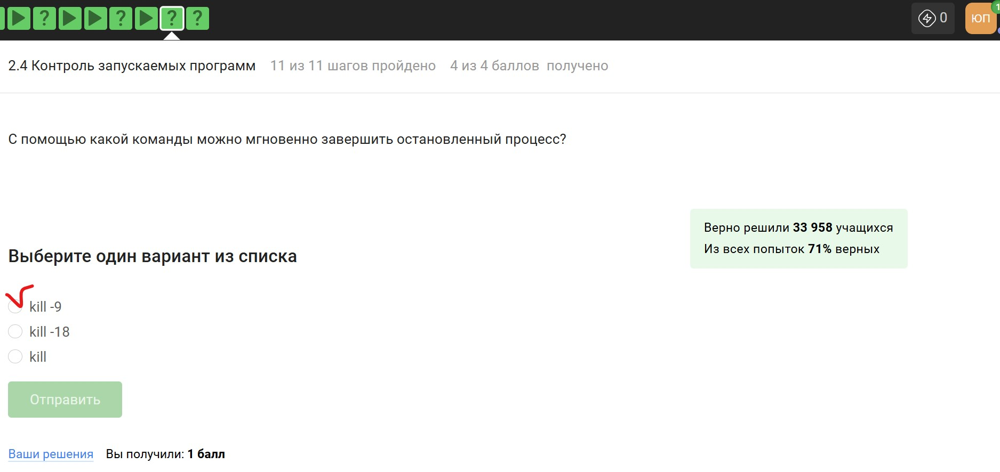 ? ? ? ?
0
ЮП
1
2.4 Контроль запускаемых программ 11 из 11 шагов пройдено 4 из 4 баллов получено
С помощью какой команды можно мгновенно завершить остановленный процесс?
Верно решили 33 958 учащихся
Из всех попыток 71% верных
Выберите один вариант из списка
kill -9
kill -18
kill
Отправить
Ваши решения Вы получили: 1 балл